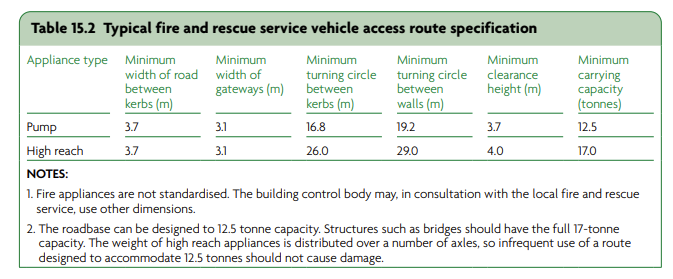 Table 15.2 Typical fire and rescue service vehicle access route specification
Appliance type Minimum width of road between kerbs (m) Minimum width of gateways (m) Minimum turning circle between kerbs (m) Minimum turning circle between walls (m) Minimum clearance height (m) Minimum carrying capacity (tonnes)
Pump 3.7 3.1 16.8 19.2 3.7 12.5
High reach 3.7 3.1 26.0 29.0 4.0 17.0
NOTES:
1. Fire appliances are not standardised. The building control body may, in consultation with the local fire and rescue
service, use other dimensions.
2. The roadbase can be designed to 12.5 tonne capacity. Structures such as bridges should have the full 17-tonne
capacity. The weight of high reach appliances is distributed over a number of axles, so infrequent use of a route
designed to accommodate 12.5 tonnes should not cause damage.